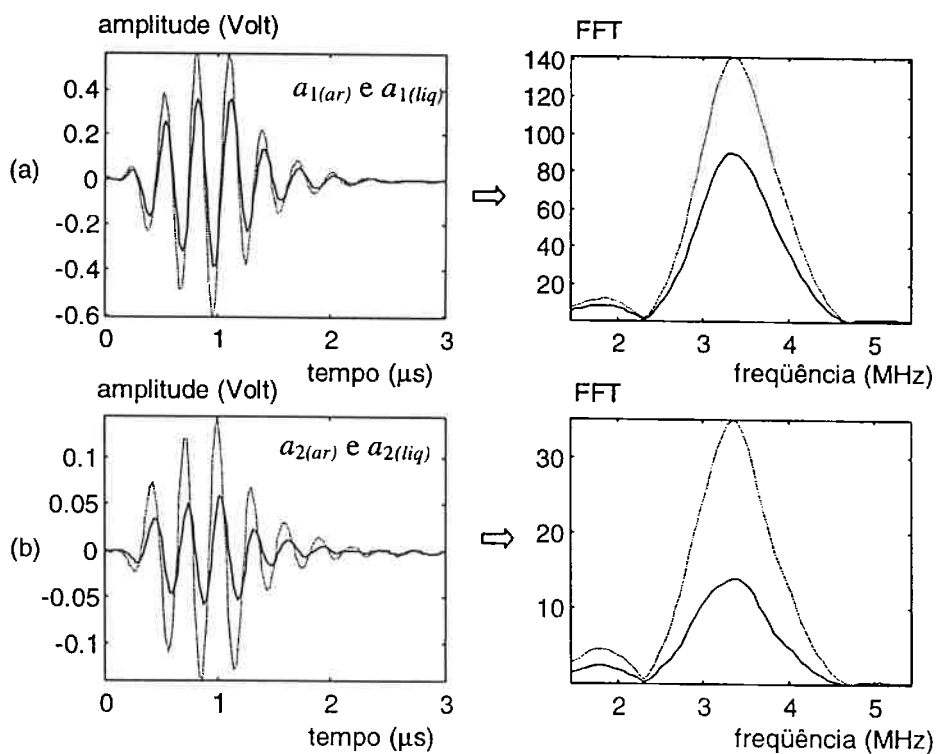 amplitude (Volt)
FFT
(a)
0.4
0.2
0
-0.2
-0.4
-0.6
a1(ar) e a1(liq)
0 1 2 3
tempo (μs)
⇨
140
120
100
80
60
40
20
2 3 4 5
freqüência (MHz)
amplitude (Volt)
FFT
(b)
0.1
0.05
0
-0.05
-0.1
a2(ar) e a2(liq)
0 1 2 3
tempo (μs)
⇨
30
20
10
2 3 4 5
freqüência (MHz)